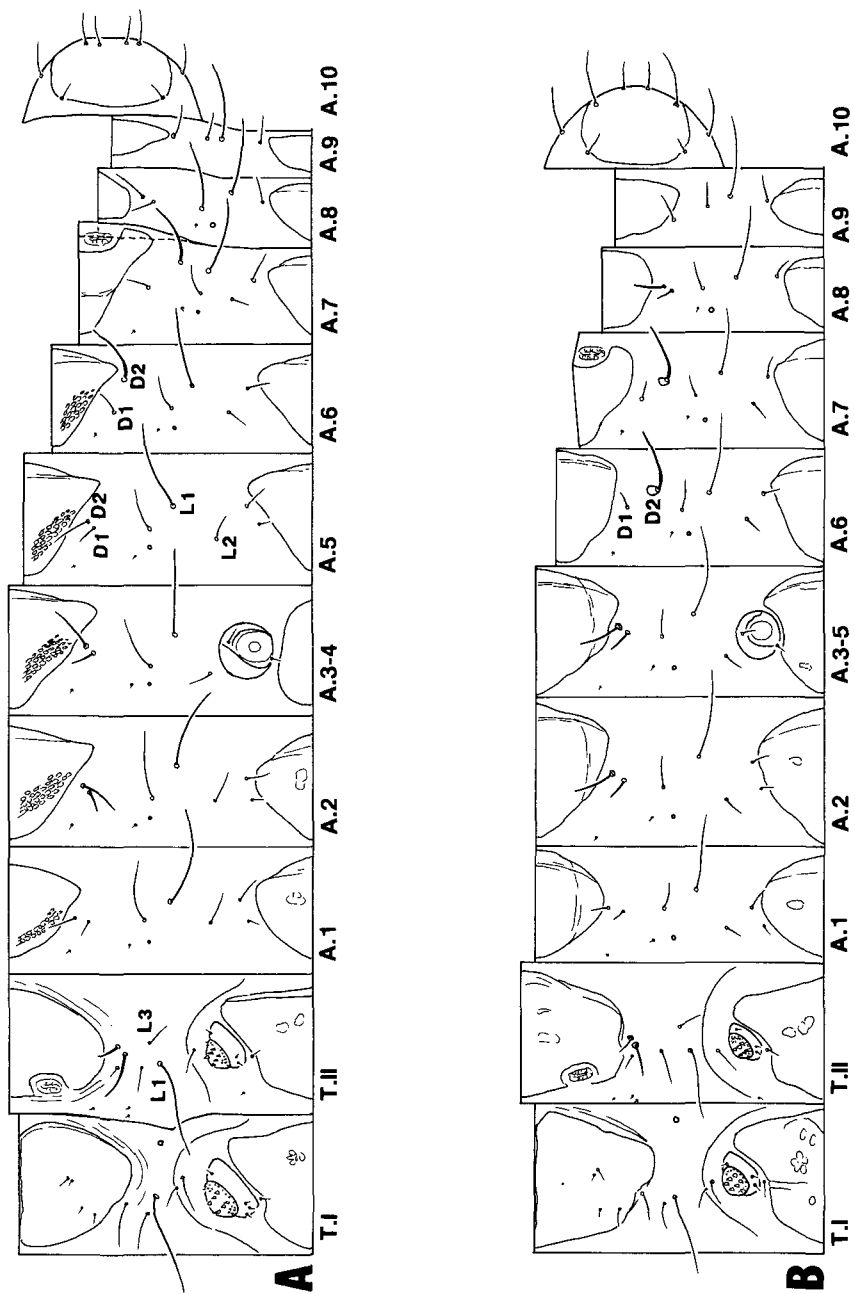 A
T.I T.II A.1 A.2 A.3-4 A.5 A.6 A.7 A.8 A.9 A.10
L1 L3 D1 D2 L1 L2 D1 D2
B
T.I T.II A.1 A.2 A.3-5 A.6 A.7 A.8 A.9 A.10
D1 D2